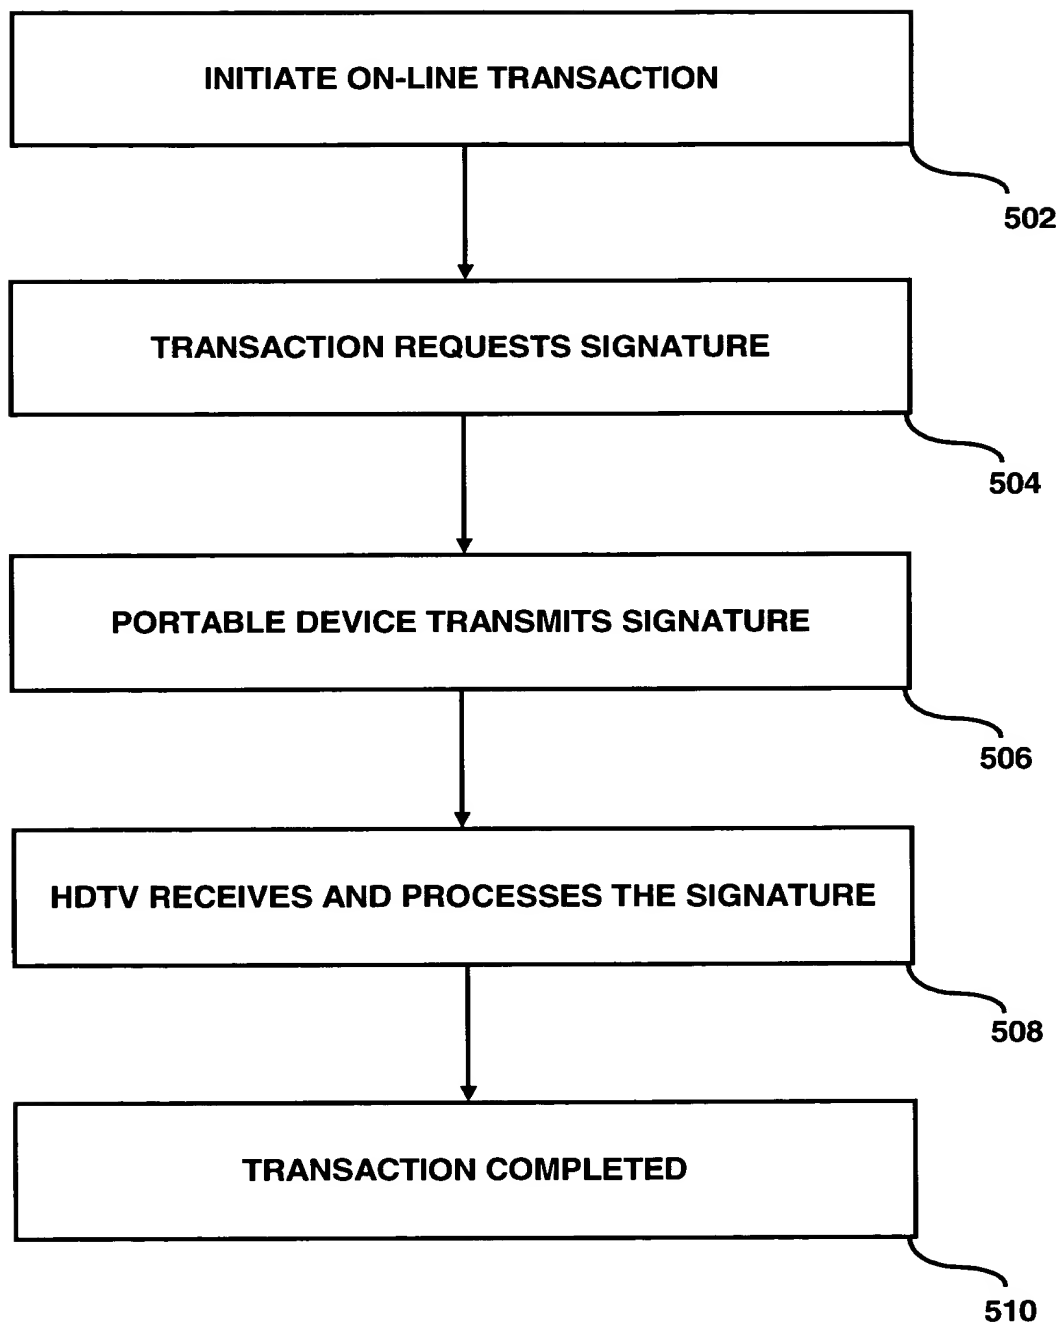 INITIATE ON-LINE TRANSACTION
502
TRANSACTION REQUESTS SIGNATURE
504
PORTABLE DEVICE TRANSMITS SIGNATURE
506
HDTV RECEIVES AND PROCESSES THE SIGNATURE
508
TRANSACTION COMPLETED
510